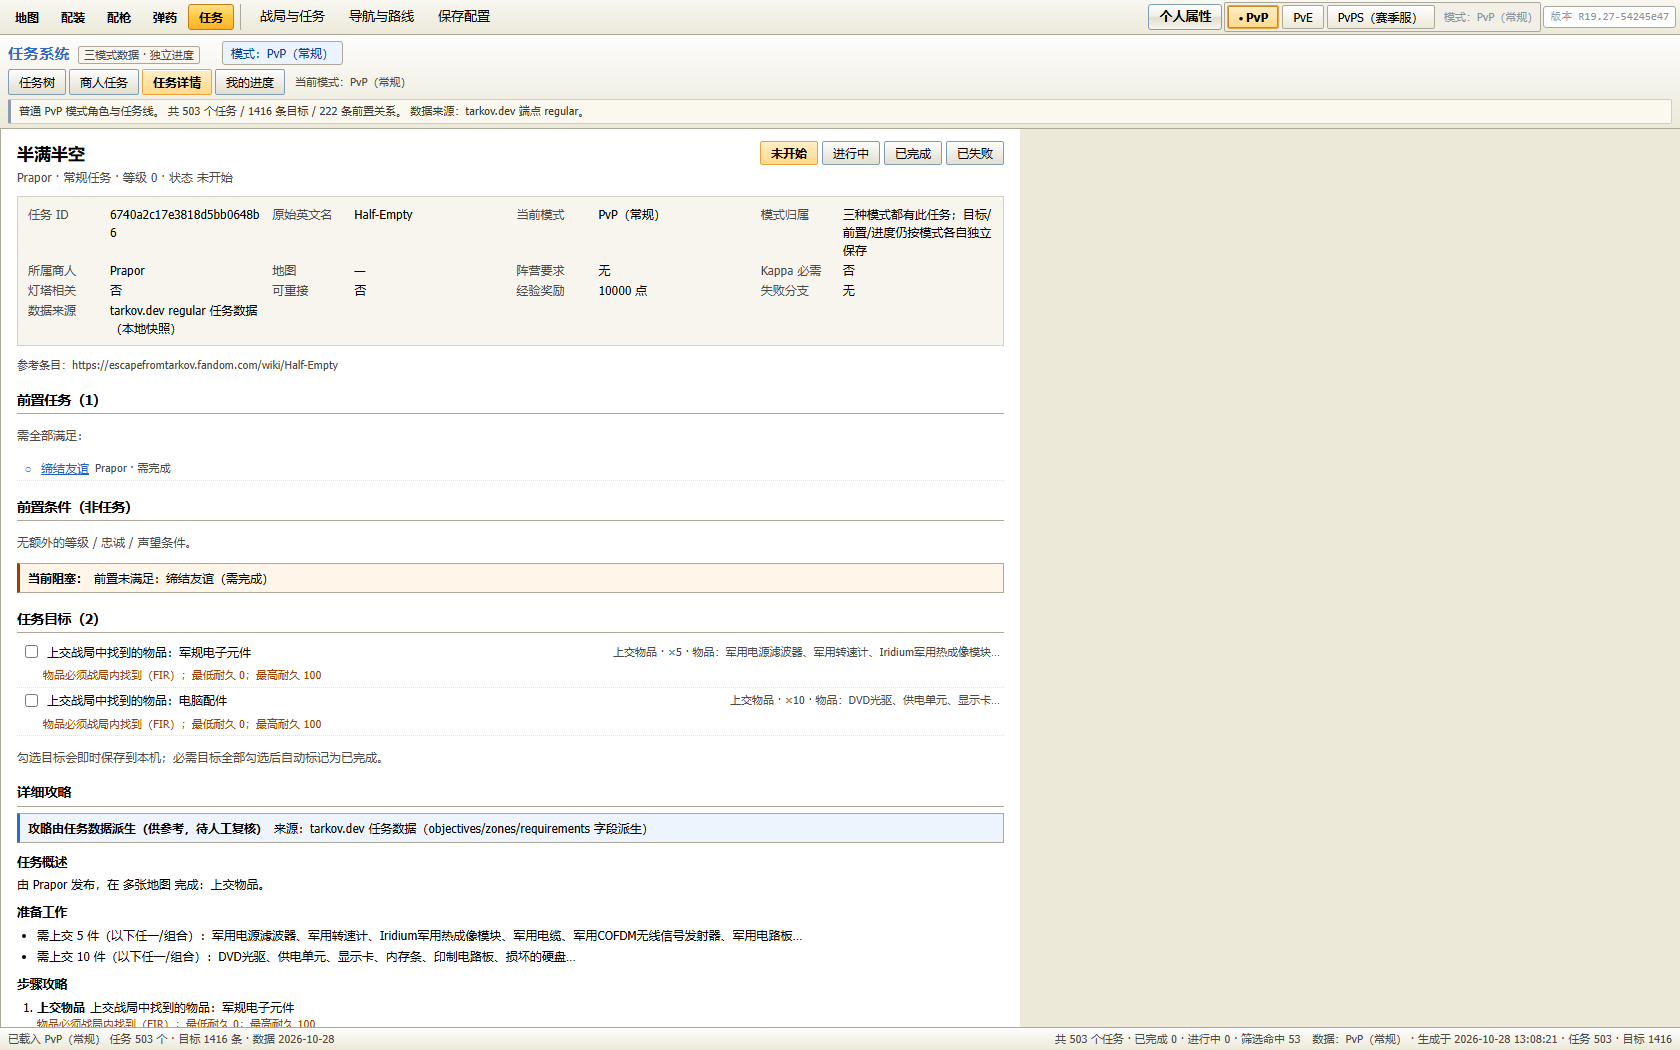 地图 配装 配枪 弹药 任务 战局与任务 导航与路线 保存配置 个人属性 • PvP PvE PvPS（赛季服） 模式：PvP（常规） 版本 R19.27-54245e47
任务系统 三模式数据 · 独立进度 模式：PvP（常规）
任务树 商人任务 任务详情 我的进度 当前模式：PvP（常规）
普通 PvP 模式角色与任务线。 共 503 个任务 / 1416 条目标 / 222 条前置关系。 数据来源：tarkov.dev 端点 regular。
半满半空 未开始 进行中 已完成 已失败
Prapor · 常规任务 · 等级 0 · 状态 未开始
任务 ID 6740a2c17e3818d5bb0648b6 原始英文名 Half-Empty 当前模式 PvP（常规） 模式归属 三种模式都有此任务；目标/前置/进度仍按模式各自独立保存
所属商人 Prapor 地图 — 阵营要求 无 Kappa 必需 否
灯塔相关 否 可重接 否 经验奖励 10000 点 失败分支 无
数据来源 tarkov.dev regular 任务数据（本地快照）
参考条目：https://escapefromtarkov.fandom.com/wiki/Half-Empty
前置任务（1）
需全部满足：
○ 缔结友谊 Prapor · 需完成
前置条件（非任务）
无额外的等级 / 忠诚 / 声望条件。
当前阻塞： 前置未满足：缔结友谊（需完成）
任务目标（2）
上交战局中找到的物品：军规电子元件 上交物品 · ×5 · 物品：军用电源滤波器、军用转速计、Iridium军用热成像模块...
物品必须战局内找到（FIR）；最低耐久 0；最高耐久 100
上交战局中找到的物品：电脑配件 上交物品 · ×10 · 物品：DVD光驱、供电单元、显示卡...
物品必须战局内找到（FIR）；最低耐久 0；最高耐久 100
勾选目标会即时保存到本机；必需目标全部勾选后自动标记为已完成。
详细攻略
攻略由任务数据派生（供参考，待人工复核） 来源：tarkov.dev 任务数据（objectives/zones/requirements 字段派生）
任务概述
由 Prapor 发布，在 多张地图 完成：上交物品。
准备工作
• 需上交 5 件（以下任一/组合）：军用电源滤波器、军用转速计、Iridium军用热成像模块、军用电缆、军用COFDM无线信号发射器、军用电路板...
• 需上交 10 件（以下任一/组合）：DVD光驱、供电单元、显示卡、内存条、印制电路板、损坏的硬盘...
步骤攻略
1. 上交物品 上交战局中找到的物品：军规电子元件
物品必须战局内找到（FIR）；最低耐久 0；最高耐久 100
已载入 PvP（常规） 任务 503 个 · 目标 1416 条 · 数据 2026-10-28 共 503 个任务 · 已完成 0 · 进行中 0 · 筛选命中 53 数据：PvP（常规） · 生成于 2026-10-28 13:08:21 · 任务 503 · 目标 1416